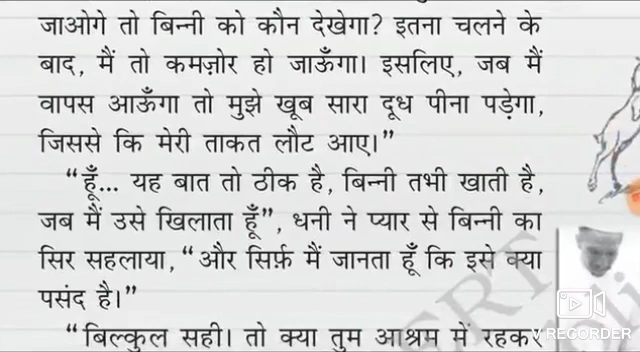 जाओगे तो बिन्नी को कौन देखेगा? इतना चलने के
बाद, मैं तो कमज़ोर हो जाऊँगा। इसलिए, जब मैं
वापस आऊँगा तो मुझे खूब सारा दूध पीना पड़ेगा,
जिससे कि मेरी ताकत लौट आए।”
“हूँ... यह बात तो ठीक है, बिन्नी तभी खाती है,
जब मैं उसे खिलाता हूँ”, धनी ने प्यार से बिन्नी का
सिर सहलाया, “और सिर्फ़ मैं जानता हूँ कि इसे क्या
पसंद है।”
“बिल्कुल सही। तो क्या तुम आश्रम में रहकर
V RECORDER